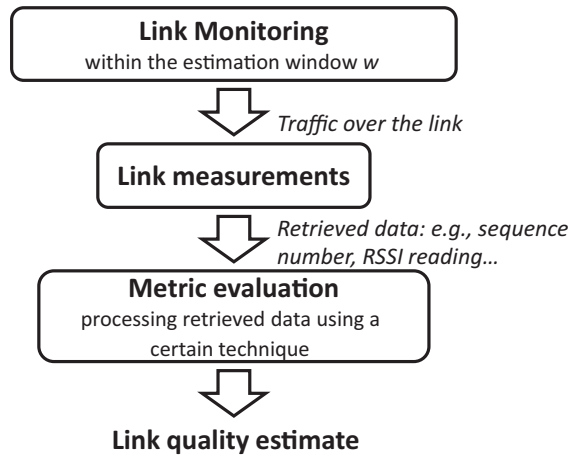 Link Monitoring
within the estimation window w
Traffic over the link
Link measurements
Retrieved data: e.g., sequence
number, RSSI reading…
Metric evaluation
processing retrieved data using a
certain technique
Link quality estimate